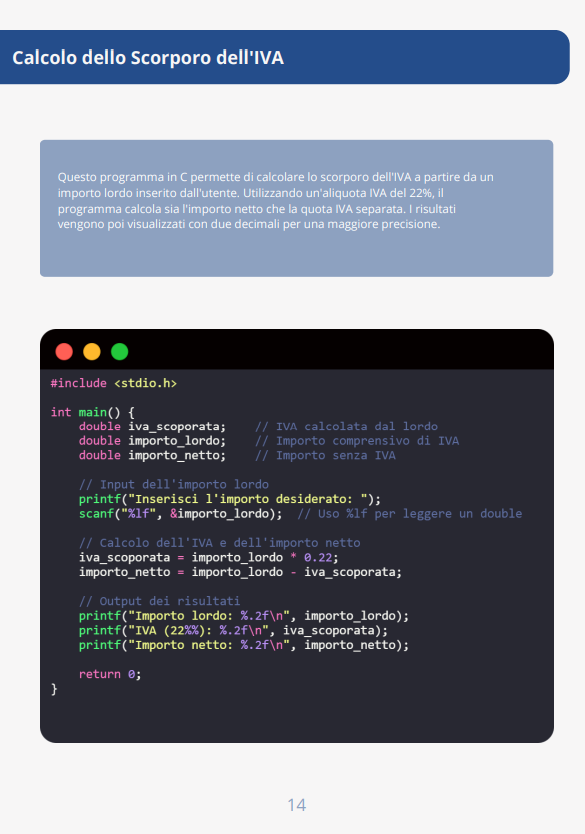 Calcolo dello Scorporo dell'IVA
Questo programma in C permette di calcolare lo scorporo dell'IVA a partire da un
importo lordo inserito dall'utente. Utilizzando un'aliquota IVA del 22%, il
programma calcola sia l'importo netto che la quota IVA separata. I risultati
vengono poi visualizzati con due decimali per una maggiore precisione.
#include <stdio.h>
int main() {
    double iva_scoporata;    // IVA calcolata dal lordo
    double importo_lordo;    // Importo comprensivo di IVA
    double importo_netto;    // Importo senza IVA
    // Input dell'importo lordo
    printf("Inserisci l'importo desiderato: ");
    scanf("%lf", &importo_lordo);  // Uso %lf per leggere un double
    // Calcolo dell'IVA e dell'importo netto
    iva_scoporata = importo_lordo * 0.22;
    importo_netto = importo_lordo - iva_scoporata;
    // Output dei risultati
    printf("Importo lordo: %.2f\n", importo_lordo);
    printf("IVA (22%%): %.2f\n", iva_scoporata);
    printf("Importo netto: %.2f\n", importo_netto);
    return 0;
}
14